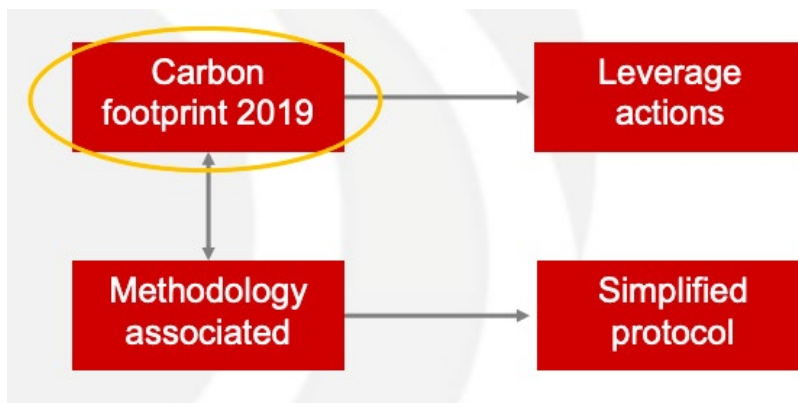 Carbon
footprint 2019
Leverage
actions
Methodology
associated
Simplified
protocol